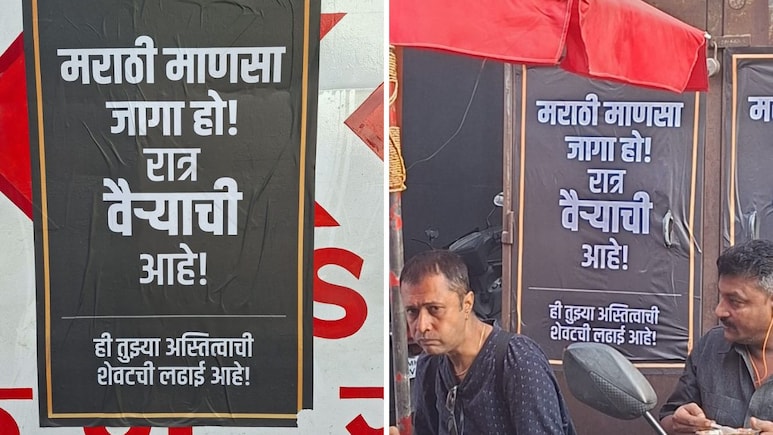 मराठी माणसा
जागा हो!
रात्र
वैऱ्याची
आहे!
ही तुझ्या अस्तित्वाची
शेवटची लढाई आहे!
मराठी माणसा
जागा हो!
रात्र
वैऱ्याची
आहे!
ही तुझ्या अस्तित्वाची
शेवटची लढाई आहे!